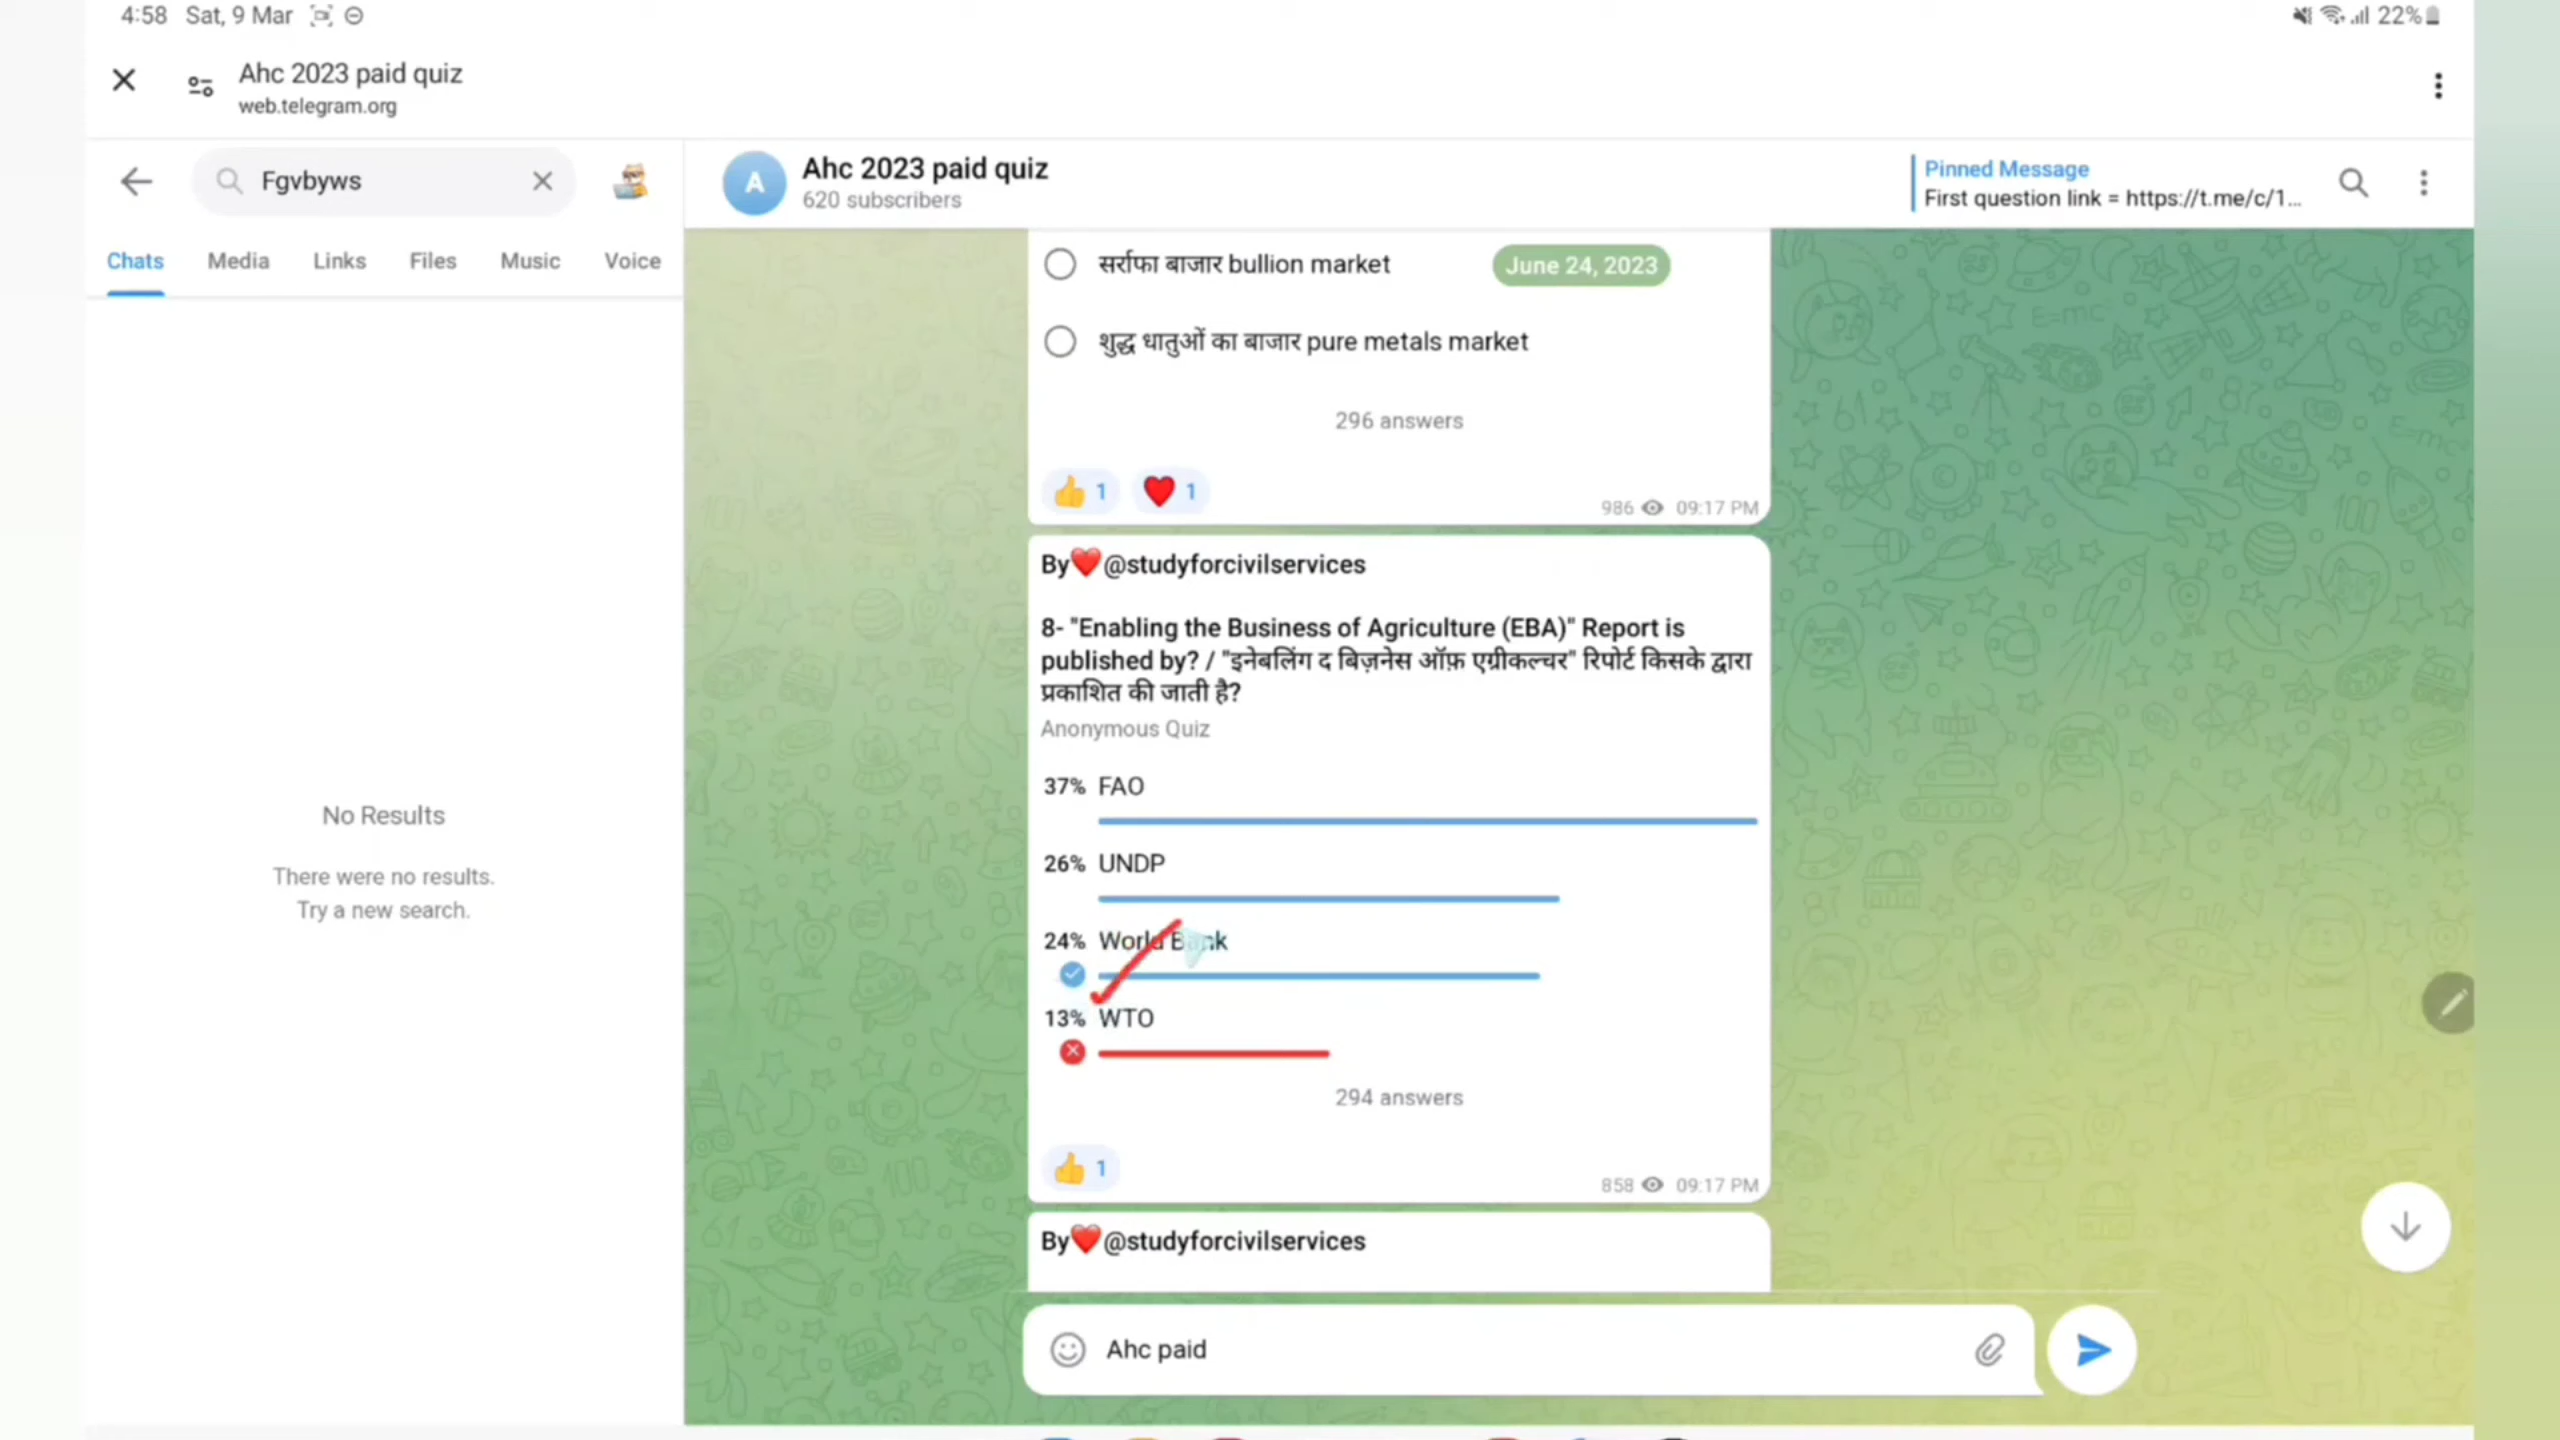 4:58 Sat, 9 Mar
22%
Ahc 2023 paid quiz
web.telegram.org
Fgvbyws
Chats Media Links Files Music Voice
No Results
There were no results.
Try a new search.
A
Ahc 2023 paid quiz
620 subscribers
Pinned Message
First question link = https://t.me/c/1...
सर्राफा बाजार bullion market
June 24, 2023
शुद्ध धातुओं का बाजार pure metals market
296 answers
👍 1 ❤️ 1
986 09:17 PM
By❤️@studyforcivilservices
8- "Enabling the Business of Agriculture (EBA)" Report is
published by? / "इनेबलिंग द बिज़नेस ऑफ़ एग्रीकल्चर" रिपोर्ट किसके द्वारा
प्रकाशित की जाती है?
Anonymous Quiz
37% FAO
26% UNDP
24% World Bank
13% WTO
294 answers
👍 1
858 09:17 PM
By❤️@studyforcivilservices
Ahc paid